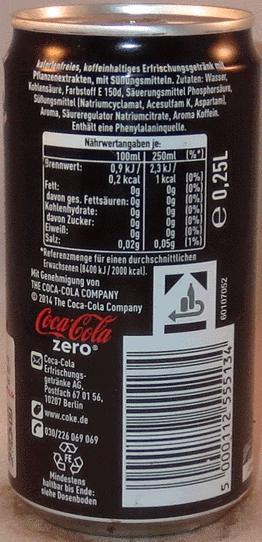 kalorienfreies, koffeinhaltiges Erfrischungsgetränk mit
Pflanzenextrakten, mit Süßungsmitteln. Zutaten: Wasser,
Kohlensäure, Farbstoff E 150d, Säuerungsmittel Phosphorsäure,
Süßungsmittel (Natriumcyclamat, Acesulfam K, Aspartam),
Aroma, Säureregulator Natriumcitrate, Aroma Koffein.
Enthält eine Phenylalaninquelle.
Nährwertangaben je:
100ml 250ml (%*)
Brennwert: 0,9 kJ/ 2,3 kJ/
0,2 kcal 1 kcal (0%)
Fett: 0g 0g (0%)
davon ges. Fettsäuren: 0g 0g (0%)
Kohlenhydrate: 0g 0g (0%)
davon Zucker: 0g 0g (0%)
Eiweiß: 0g 0g (0%)
Salz: 0,02g 0,05g (1%)
*Referenzmenge für einen durchschnittlichen
Erwachsenen (8400 kJ / 2000 kcal).
e 0,25L
Mit Genehmigung von
THE COCA-COLA COMPANY
© 2014 The Coca-Cola Company
Coca-Cola
zero®
Coca-Cola
Erfrischungs-
getränke AG,
Postfach 67 01 56,
10207 Berlin
www.coke.de
030/226 069 069
FE
Mindestens
haltbar bis Ende:
siehe Dosenboden
60107052
5 000112 555134